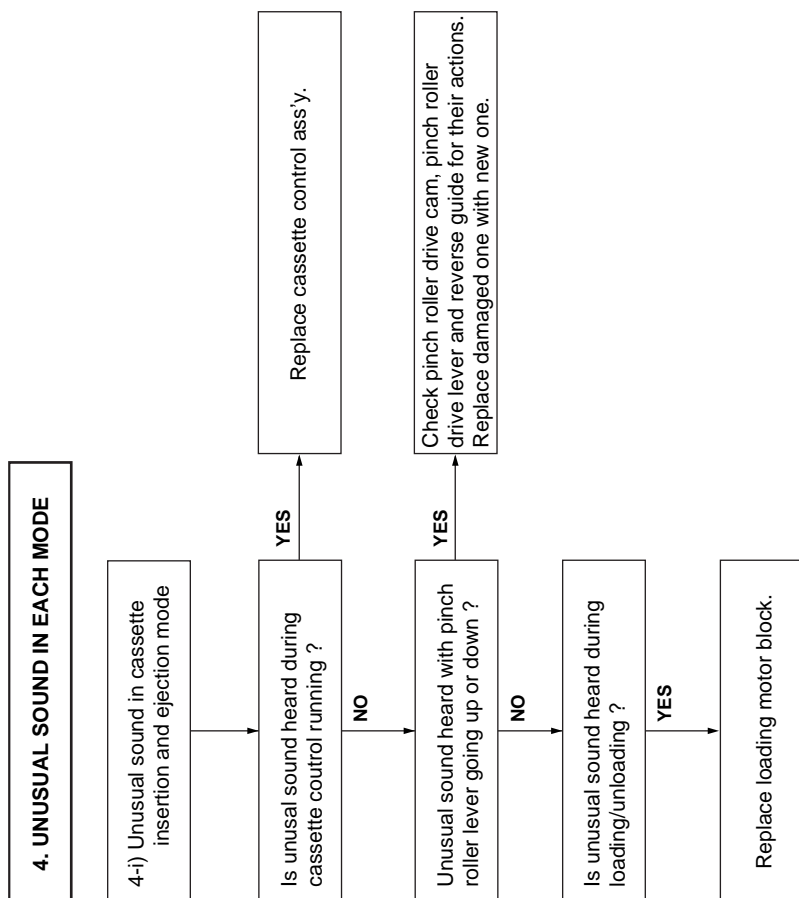 4. UNUSUAL SOUND IN EACH MODE
4-i) Unusual sound in cassette
insertion and ejection mode
Is unusual sound heard during
cassette coutrol running ?
YES
Replace cassette control ass'y.
NO
Unusual sound heard with pinch
roller lever going up or down ?
YES
Check pinch roller drive cam, pinch roller
drive lever and reverse guide for their actions.
Replace damaged one with new one.
NO
Is unusual sound heard during
loading/unloading ?
YES
Replace loading motor block.